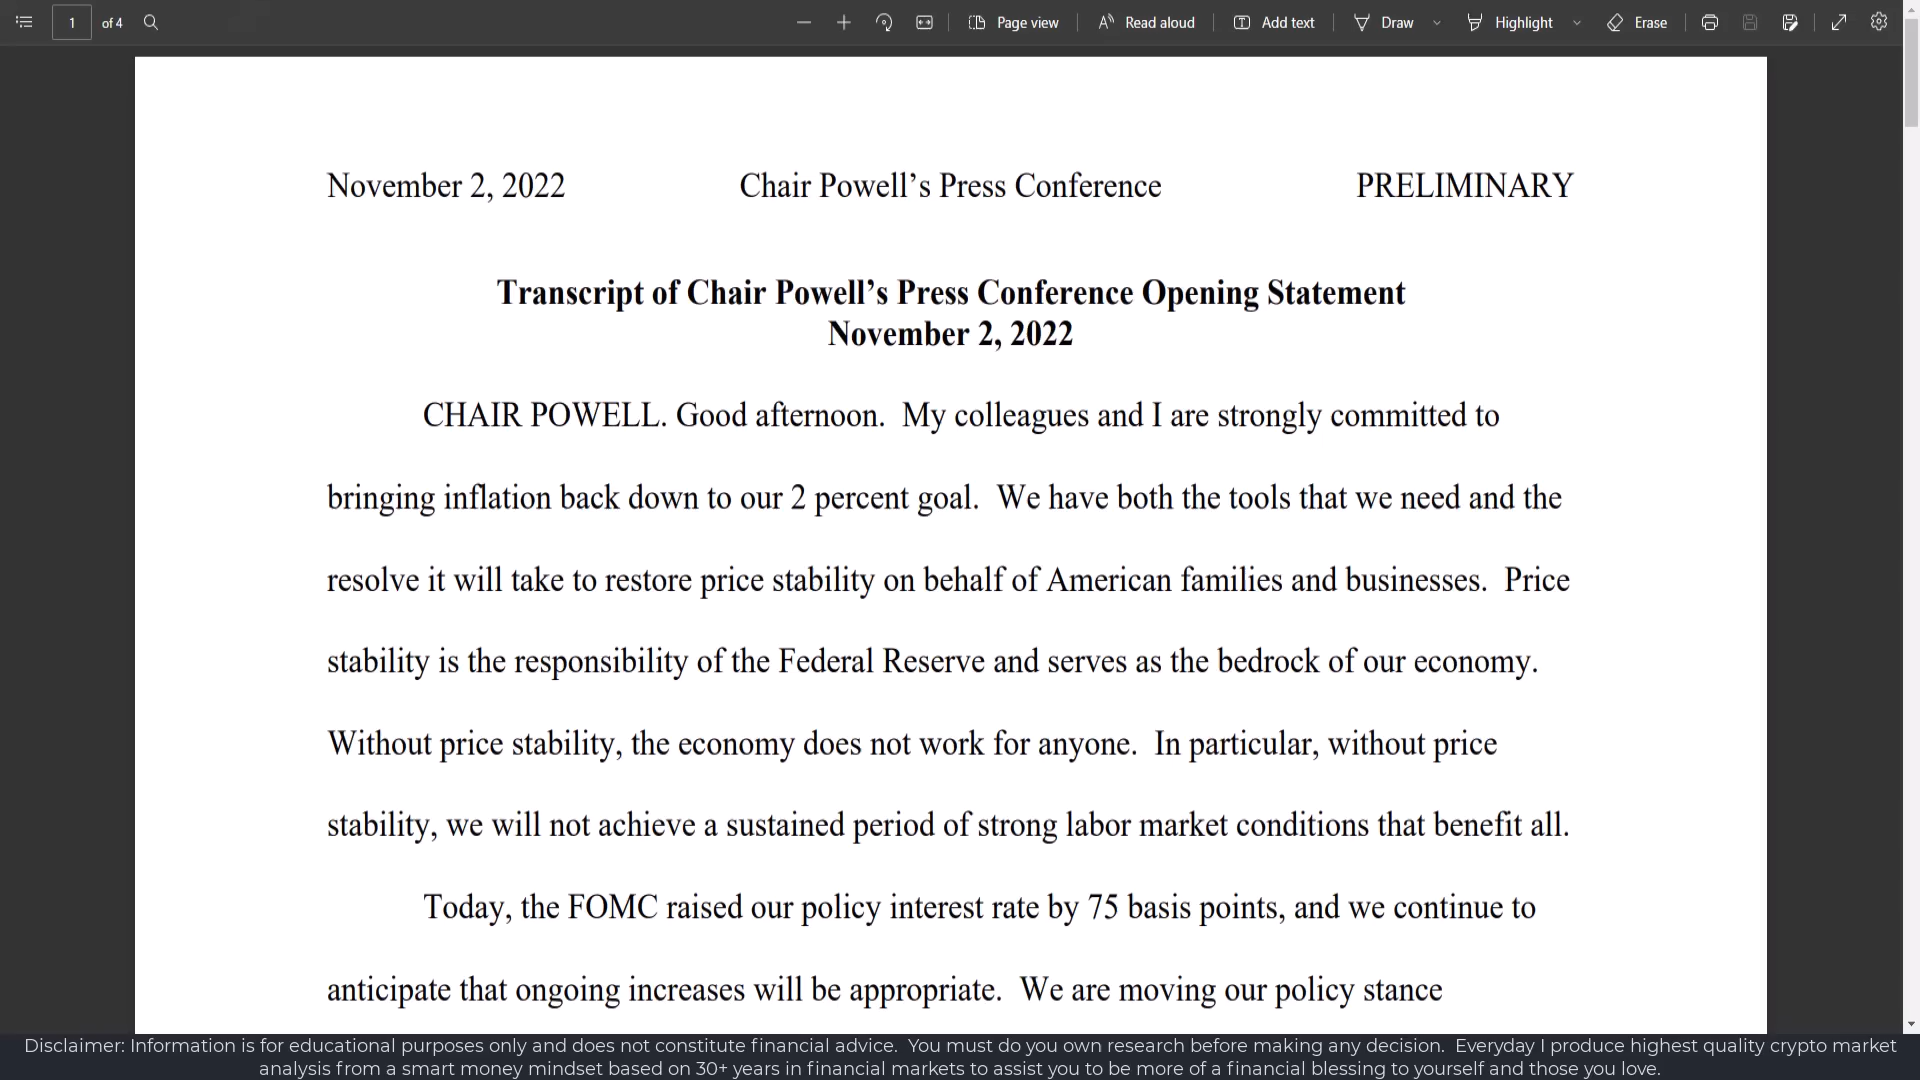 1 of 4 Page view Read aloud Add text Draw Highlight Erase
November 2, 2022 Chair Powell’s Press Conference PRELIMINARY
Transcript of Chair Powell’s Press Conference Opening Statement
November 2, 2022
CHAIR POWELL. Good afternoon.  My colleagues and I are strongly committed to
bringing inflation back down to our 2 percent goal.  We have both the tools that we need and the
resolve it will take to restore price stability on behalf of American families and businesses.  Price
stability is the responsibility of the Federal Reserve and serves as the bedrock of our economy.
Without price stability, the economy does not work for anyone.  In particular, without price
stability, we will not achieve a sustained period of strong labor market conditions that benefit all.
Today, the FOMC raised our policy interest rate by 75 basis points, and we continue to
anticipate that ongoing increases will be appropriate.  We are moving our policy stance
Disclaimer: Information is for educational purposes only and does not constitute financial advice.  You must do you own research before making any decision.  Everyday I produce highest quality crypto market
analysis from a smart money mindset based on 30+ years in financial markets to assist you to be more of a financial blessing to yourself and those you love.